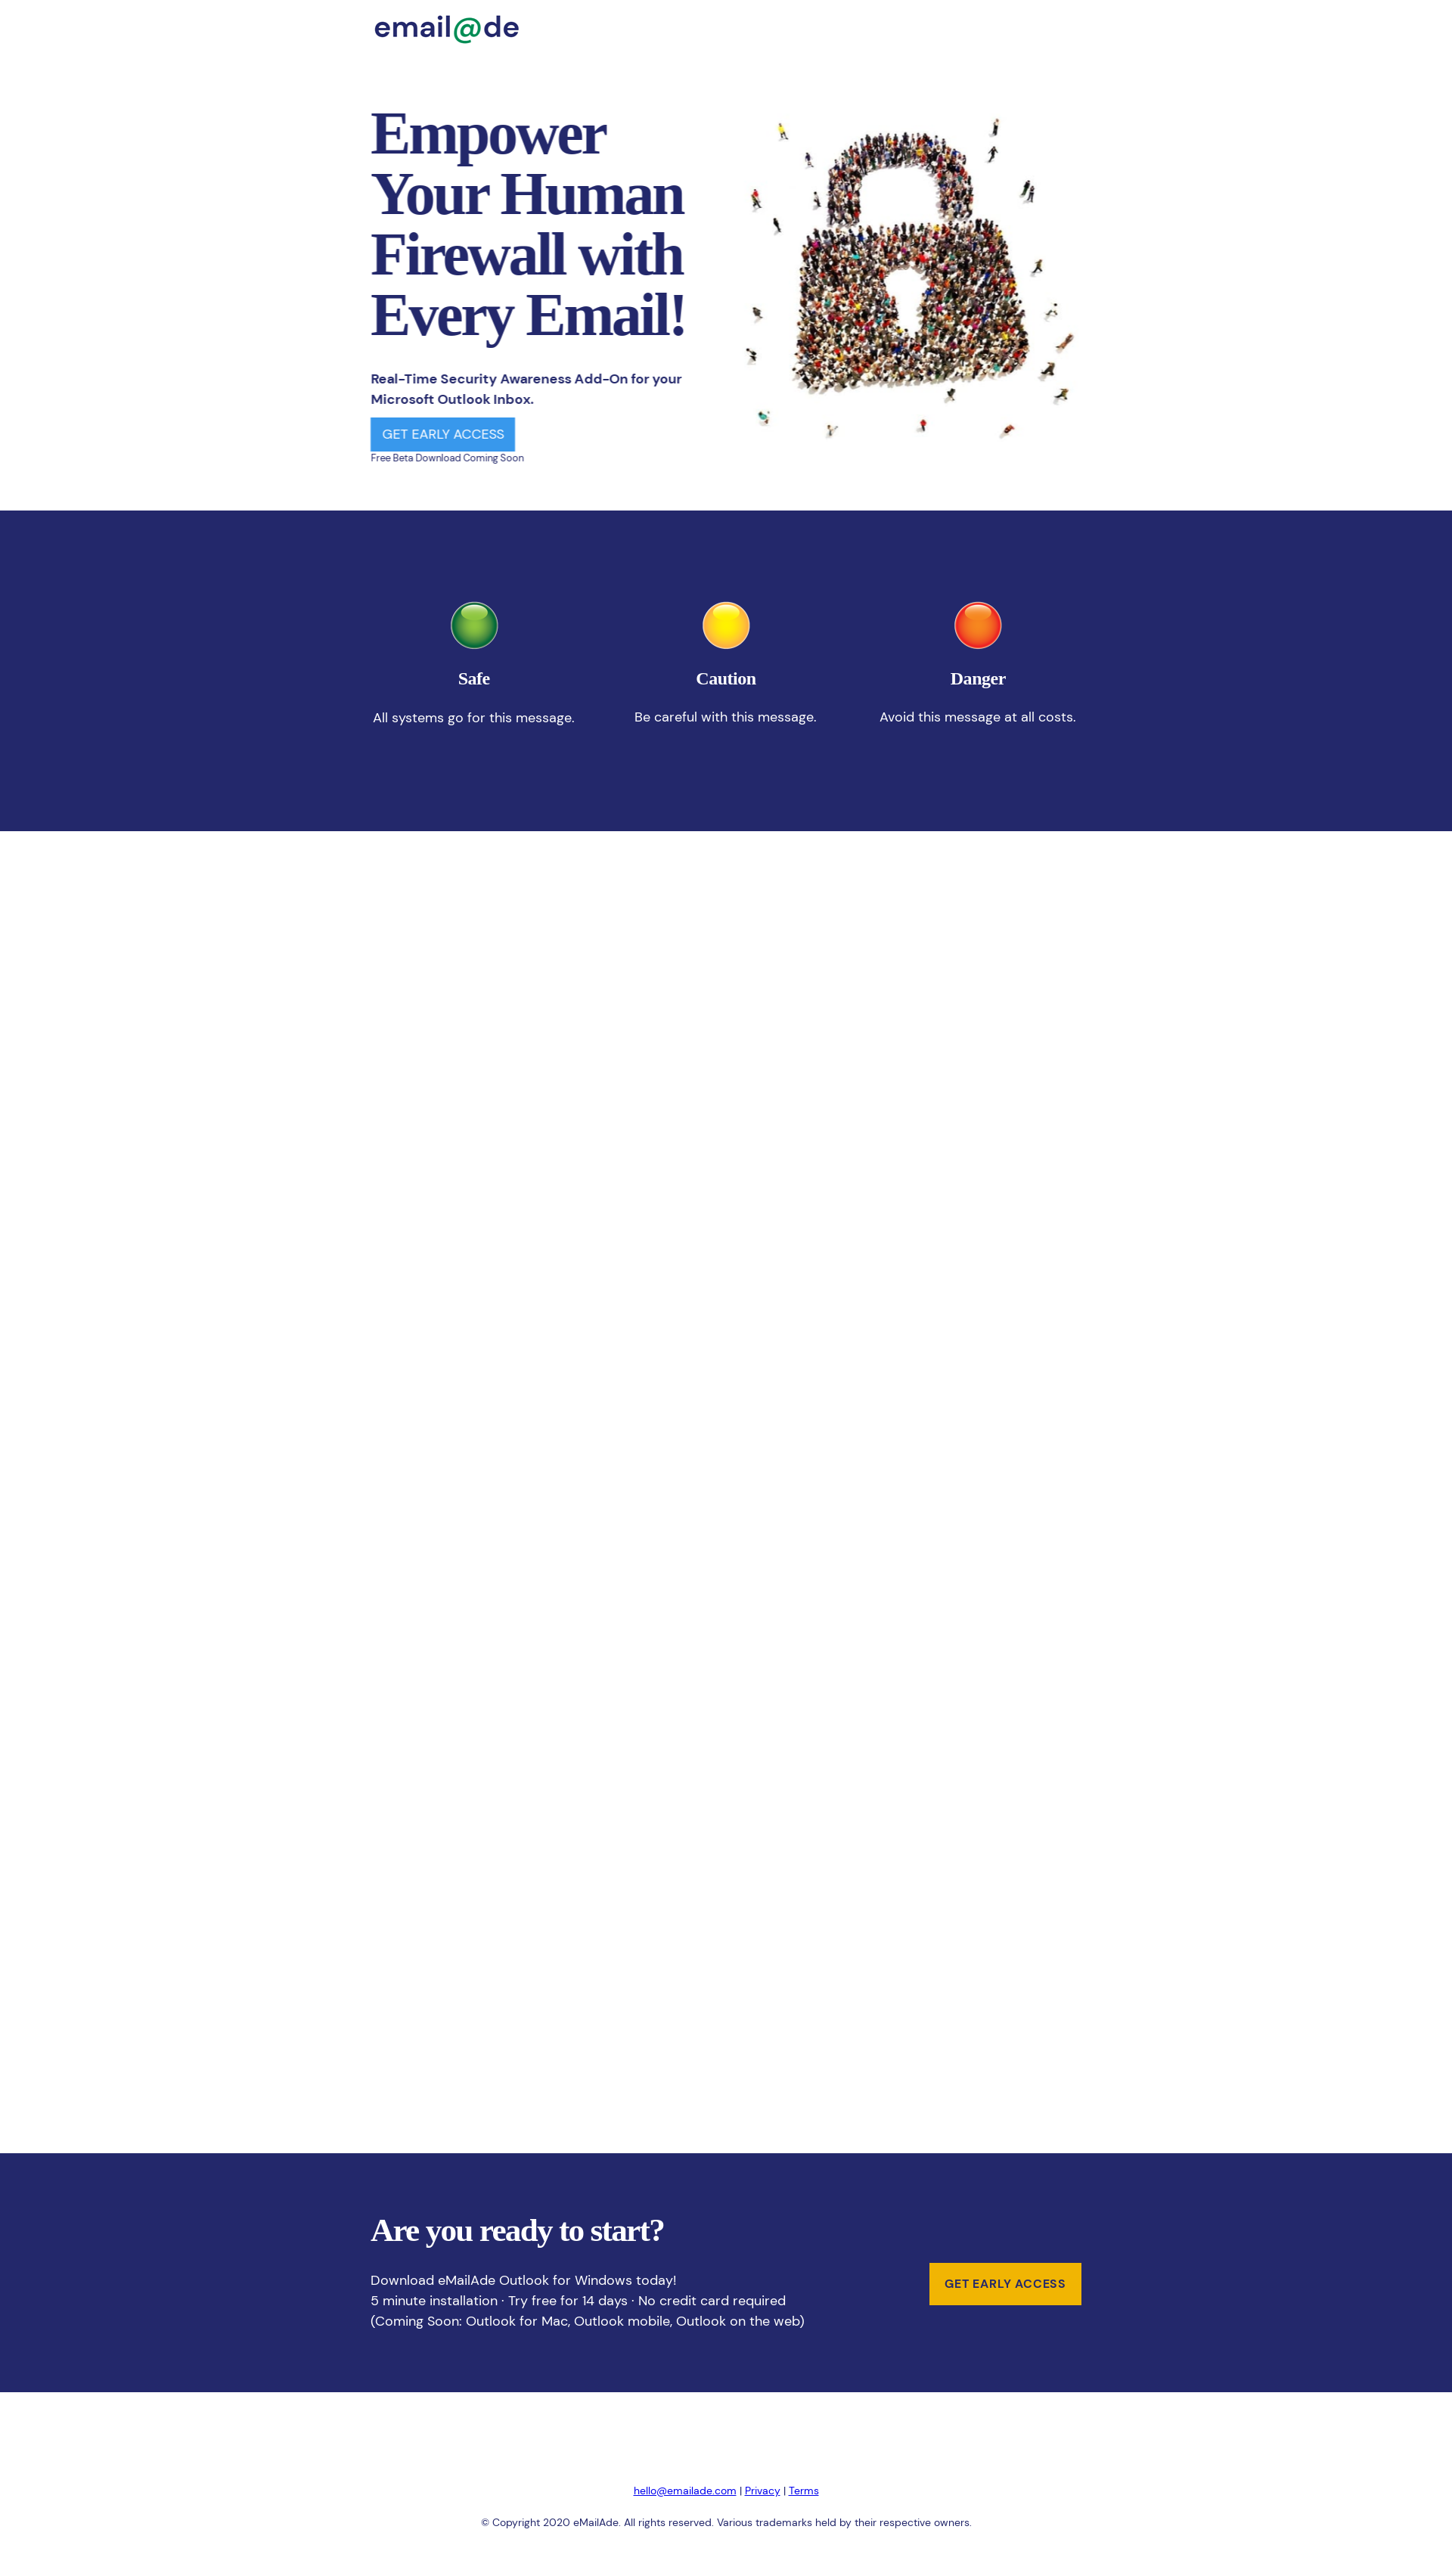 email@de
Empower
Your Human
Firewall with
Every Email!
Real-Time Security Awareness Add-On for your
Microsoft Outlook Inbox.
GET EARLY ACCESS
Free Beta Download Coming Soon
Safe
All systems go for this message.
Caution
Be careful with this message.
Danger
Avoid this message at all costs.
Are you ready to start?
Download eMailAde Outlook for Windows today!
5 minute installation · Try free for 14 days · No credit card required
(Coming Soon: Outlook for Mac, Outlook mobile, Outlook on the web)
GET EARLY ACCESS
hello@emailade.com | Privacy | Terms
© Copyright 2020 eMailAde. All rights reserved. Various trademarks held by their respective owners.